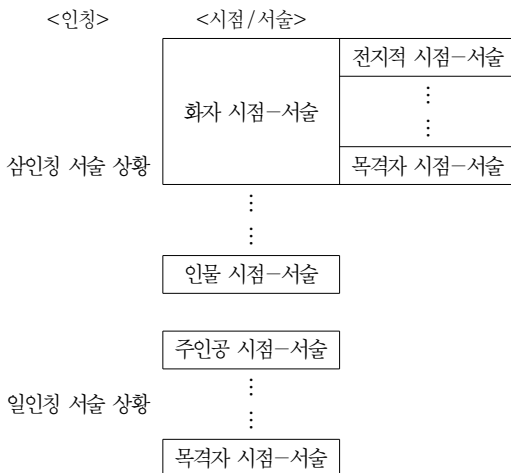 <인칭> <시점/서술>
전지적 시점-서술
화자 시점-서술
삼인칭 서술 상황
목격자 시점-서술
인물 시점-서술
주인공 시점-서술
일인칭 서술 상황
목격자 시점-서술